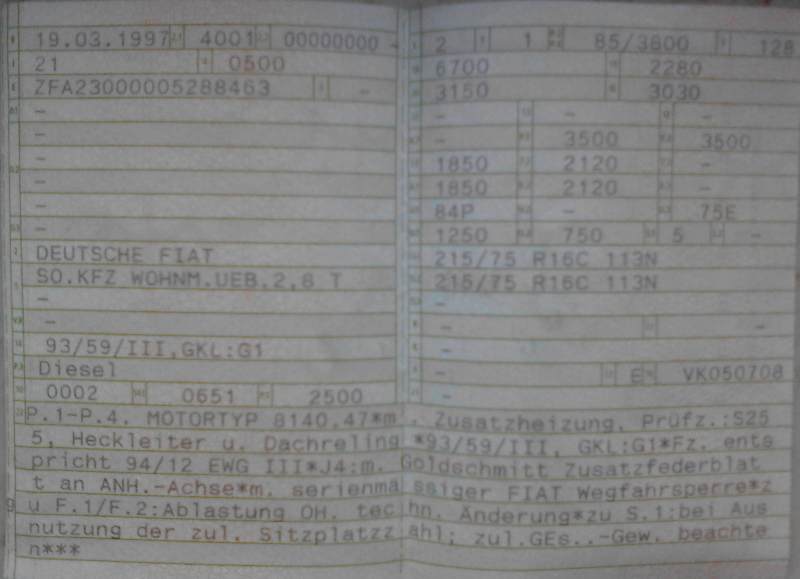 19.03.1997 4001 00000000 -
21 0500
ZFA23000005288463 -
-
-
-
-
-
-
DEUTSCHE FIAT
SO.KFZ WOHNM.UEB.2,8 T
-
-
93/59/III,GKL:G1
Diesel
0002 0651 2500
2 1 85/3800 128
6700 2280
3150 3030
- - -
- 3500 3500
1850 2120 -
1850 2120 -
84P - 75E
1250 750 5 -
215/75 R16C 113N
215/75 R16C 113N
-
- -
-
- E VK050708
-
P.1-P.4. MOTORTYP 8140.47*m. Zusatzheizung, Prüfz.:S25
5, Heckleiter u. Dachreling *93/59/III, GKL:G1*Fz. ents
pricht 94/12 EWG III*J4:m. Goldschmitt Zusatzfederblat
t an ANH.-Achse*m. serienmassiger FIAT Wegfahrsperre*z
u F.1/F.2:Ablastung OH. techn. Änderung*zu S.1:bei Aus
nutzung der zul. Sitzplatzzahl; zul.GEs..-Gew. beachte
n***